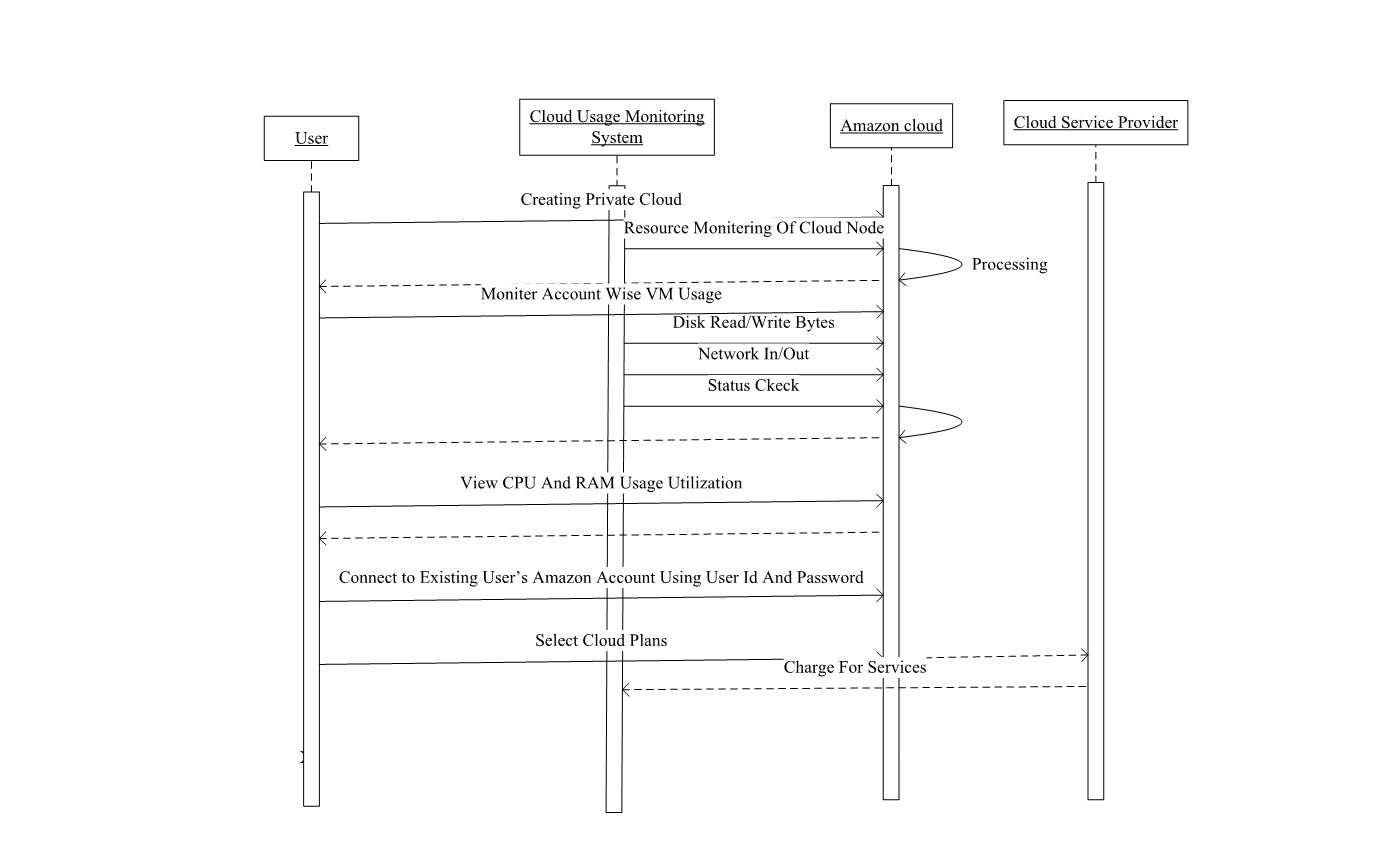 User
Cloud Usage Monitoring
System
Amazon cloud
Cloud Service Provider
Creating Private Cloud
Resource Monitering Of Cloud Node
Processing
Moniter Account Wise VM Usage
Disk Read/Write Bytes
Network In/Out
Status Ckeck
View CPU And RAM Usage Utilization
Connect to Existing User’s Amazon Account Using User Id And Password
Select Cloud Plans
Charge For Services